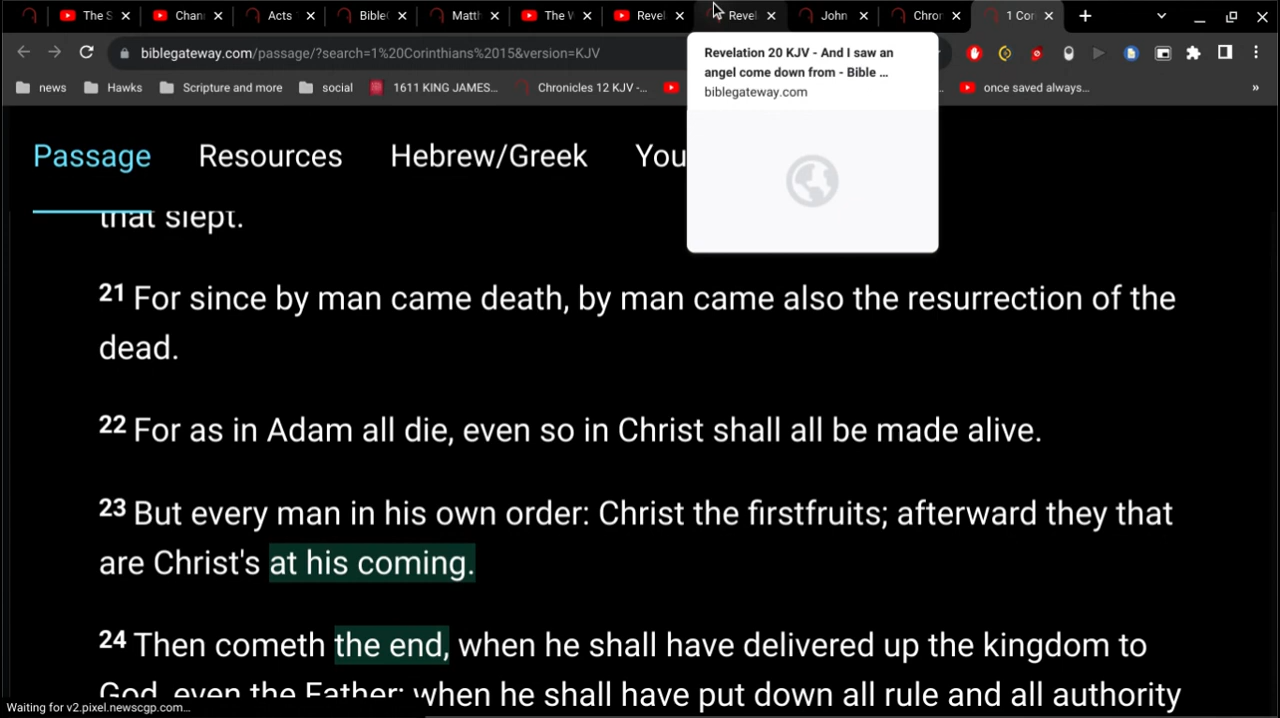 The S
Chan
Acts
Bible(
Matt
The V
Revel
Revel
John
Chro
1 Cor
biblegateway.com/passage/?search=1%20Corinthians%2015&version=KJV
Revelation 20 KJV - And I saw an
angel come down from - Bible ...
biblegateway.com
news
Hawks
Scripture and more
social
1611 KING JAMES...
Chronicles 12 KJV -...
once saved always...
»
Passage
Resources
Hebrew/Greek
You
that slept.
21 For since by man came death, by man came also the resurrection of the
dead.
22 For as in Adam all die, even so in Christ shall all be made alive.
23 But every man in his own order: Christ the firstfruits; afterward they that
are Christ's at his coming.
24 Then cometh the end, when he shall have delivered up the kingdom to
God, even the Father; when he shall have put down all rule and all authority
Waiting for v2.pixel.newscgp.com...